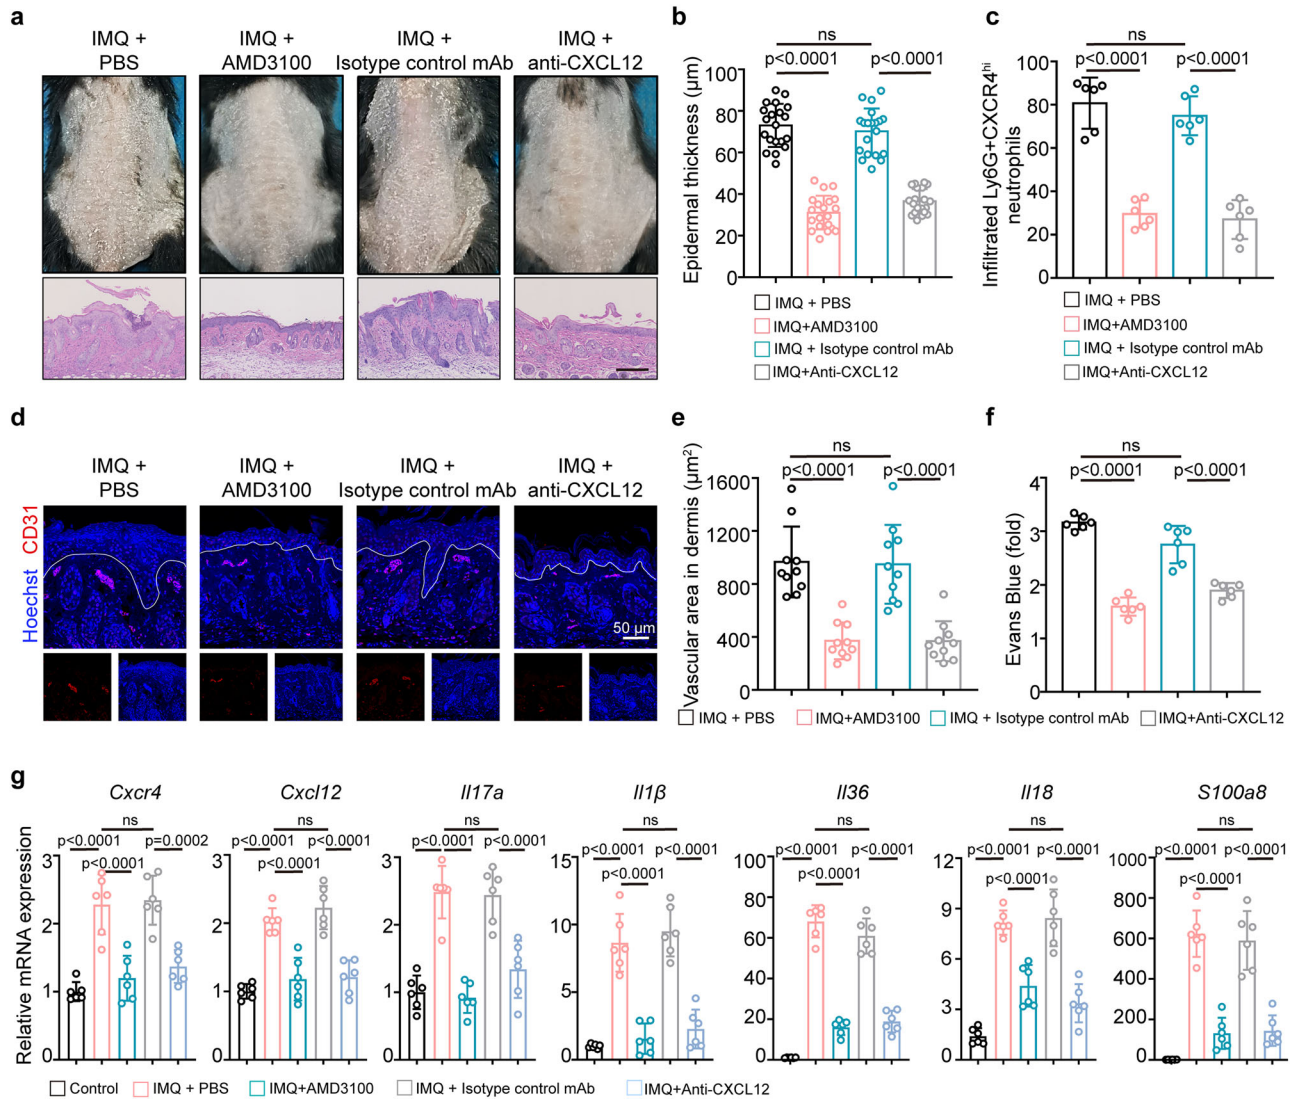 a
IMQ +
PBS
IMQ +
AMD3100
IMQ +
Isotype control mAb
IMQ +
anti-CXCL12
b
ns
p<0.0001
p<0.0001
Epidermal thickness (μm)
100
80
60
40
20
0
IMQ + PBS
IMQ+AMD3100
IMQ + Isotype control mAb
IMQ+Anti-CXCL12
c
ns
p<0.0001
p<0.0001
Infiltrated Ly6G+CXCR4hi
neutrophils
100
80
60
40
20
0
IMQ + PBS
IMQ+AMD3100
IMQ + Isotype control mAb
IMQ+Anti-CXCL12
d
IMQ +
PBS
IMQ +
AMD3100
IMQ +
Isotype control mAb
IMQ +
anti-CXCL12
Hoechst CD31
50 μm
e
ns
p<0.0001
p<0.0001
Vascular area in dermis (μm²)
1600
1200
800
400
0
f
ns
p<0.0001
p<0.0001
Evans Blue (fold)
4
3
2
1
0
IMQ + PBS
IMQ+AMD3100
IMQ + Isotype control mAb
IMQ+Anti-CXCL12
g
Relative mRNA expression
Cxcr4
ns
p<0.0001
p=0.0002
p<0.0001
3
2
1
0
Cxcl12
ns
p<0.0001
p<0.0001
p<0.0001
3
2
1
0
Il17a
ns
p<0.0001
p<0.0001
p<0.0001
3
2
1
0
Il1β
ns
p<0.0001
p<0.0001
p<0.0001
15
10
5
0
Il36
ns
p<0.0001
p<0.0001
p<0.0001
100
80
60
40
20
0
Il18
ns
p<0.0001
p<0.0001
p<0.0001
12
9
6
3
0
S100a8
ns
p<0.0001
p<0.0001
p<0.0001
1000
800
600
400
200
0
Control
IMQ + PBS
IMQ+AMD3100
IMQ + Isotype control mAb
IMQ+Anti-CXCL12